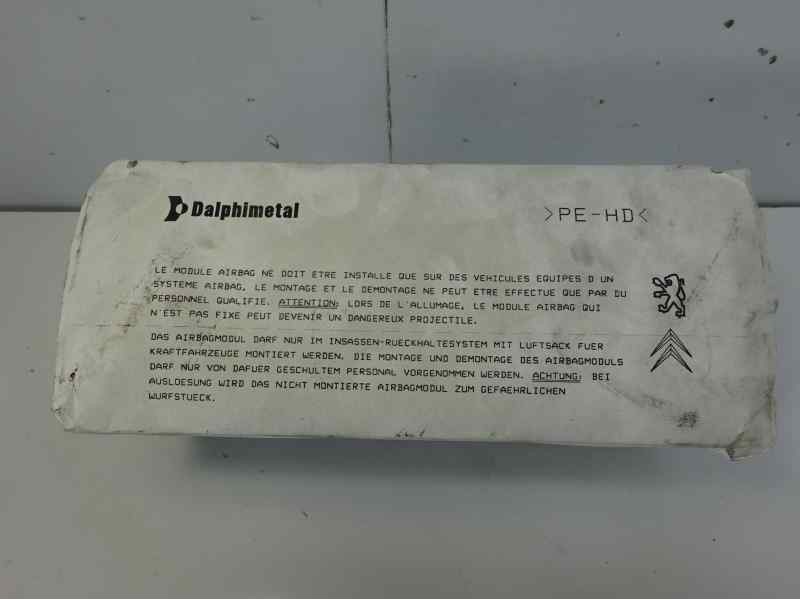 Dalphimetal
>PE-HD<
LE MODULE AIRBAG NE DOIT ETRE INSTALLE QUE SUR DES VEHICULES EQUIPES D UN
SYSTEME AIRBAG, LE MONTAGE ET LE DEMONTAGE NE PEUT ETRE EFFECTUE QUE PAR DU
PERSONNEL QUALIFIE. ATTENTION: LORS DE L'ALLUMAGE, LE MODULE AIRBAG QUI
N'EST PAS FIXE PEUT DEVENIR UN DANGEREUX PROJECTILE.
DAS AIRBAGMODUL DARF NUR IM INSASSEN-RUECKHALTESYSTEM MIT LUFTSACK FUER
KRAFTFAHRZEUGE MONTIERT WERDEN. DIE MONTAGE UND DEMONTAGE DES AIRBAGMODULS
DARF NUR VON DAFUER GESCHULTEM PERSONAL VORGENOMMEN WERDEN. ACHTUNG: BEI
AUSLOESUNG WIRD DAS NICHT MONTIERTE AIRBAGMODUL ZUM GEFAEHRLICHEN
WURFSTUECK.